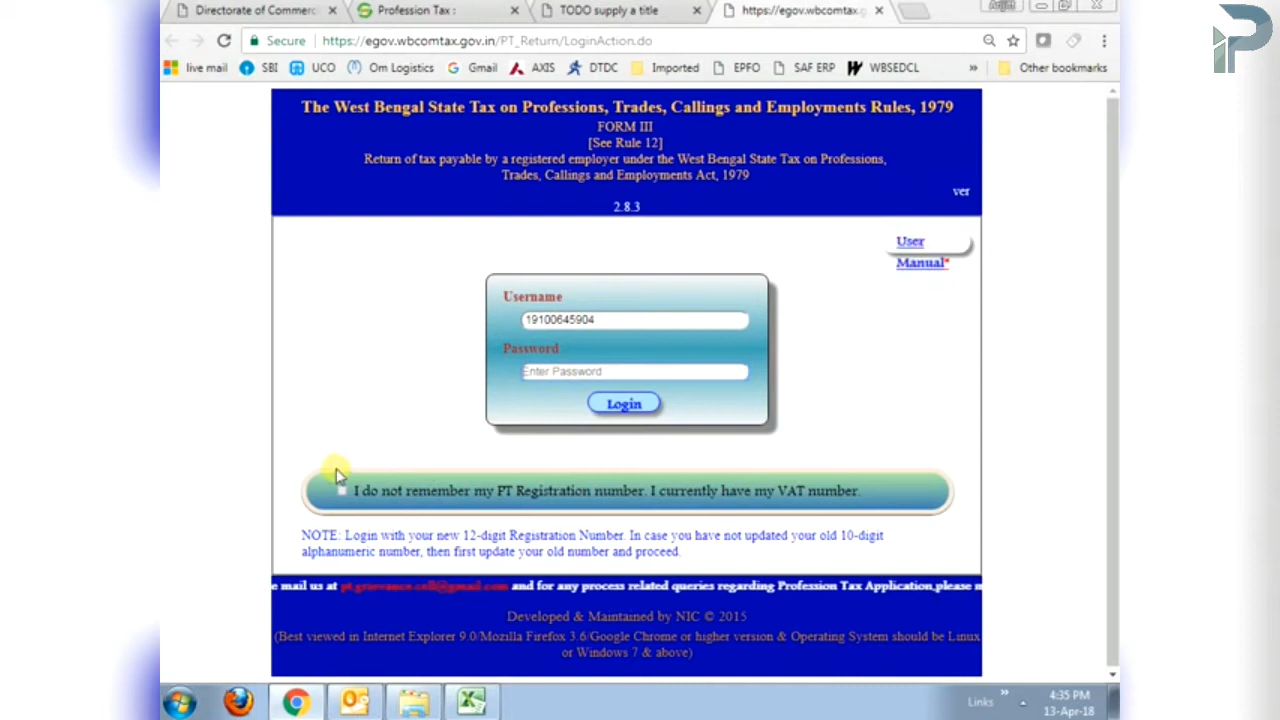 Directorate of Commerc
Profession Tax :
TODO supply a title
https://egov.wbcomtax.g
Secure
https://egov.wbcomtax.gov.in/PT_Return/LoginAction.do
live mail
SBI
UCO
Om Logistics
Gmail
AXIS
DTDC
Imported
EPFO
SAF ERP
WBSEDCL
»
Other bookmarks
The West Bengal State Tax on Professions, Trades, Callings and Employments Rules, 1979
FORM III
[See Rule 12]
Return of tax payable by a registered employer under the West Bengal State Tax on Professions,
Trades, Callings and Employments Act, 1979
ver
2.8.3
User
Manual*
Username
19100645904
Password
Enter Password
Login
I do not remember my PT Registration number. I currently have my VAT number.
NOTE: Login with your new 12-digit Registration Number. In case you have not updated your old 10-digit
alphanumeric number, then first update your old number and proceed.
e mail us at pt.grievance.cell@gmail.com and for any process related queries regarding Profession Tax Application,please m
Developed & Maintained by NIC © 2015
(Best viewed in Internet Explorer 9.0/Mozilla Firefox 3.6/Google Chrome or higher version & Operating System should be Linux
or Windows 7 & above)
Links
»
4:35 PM
13-Apr-18